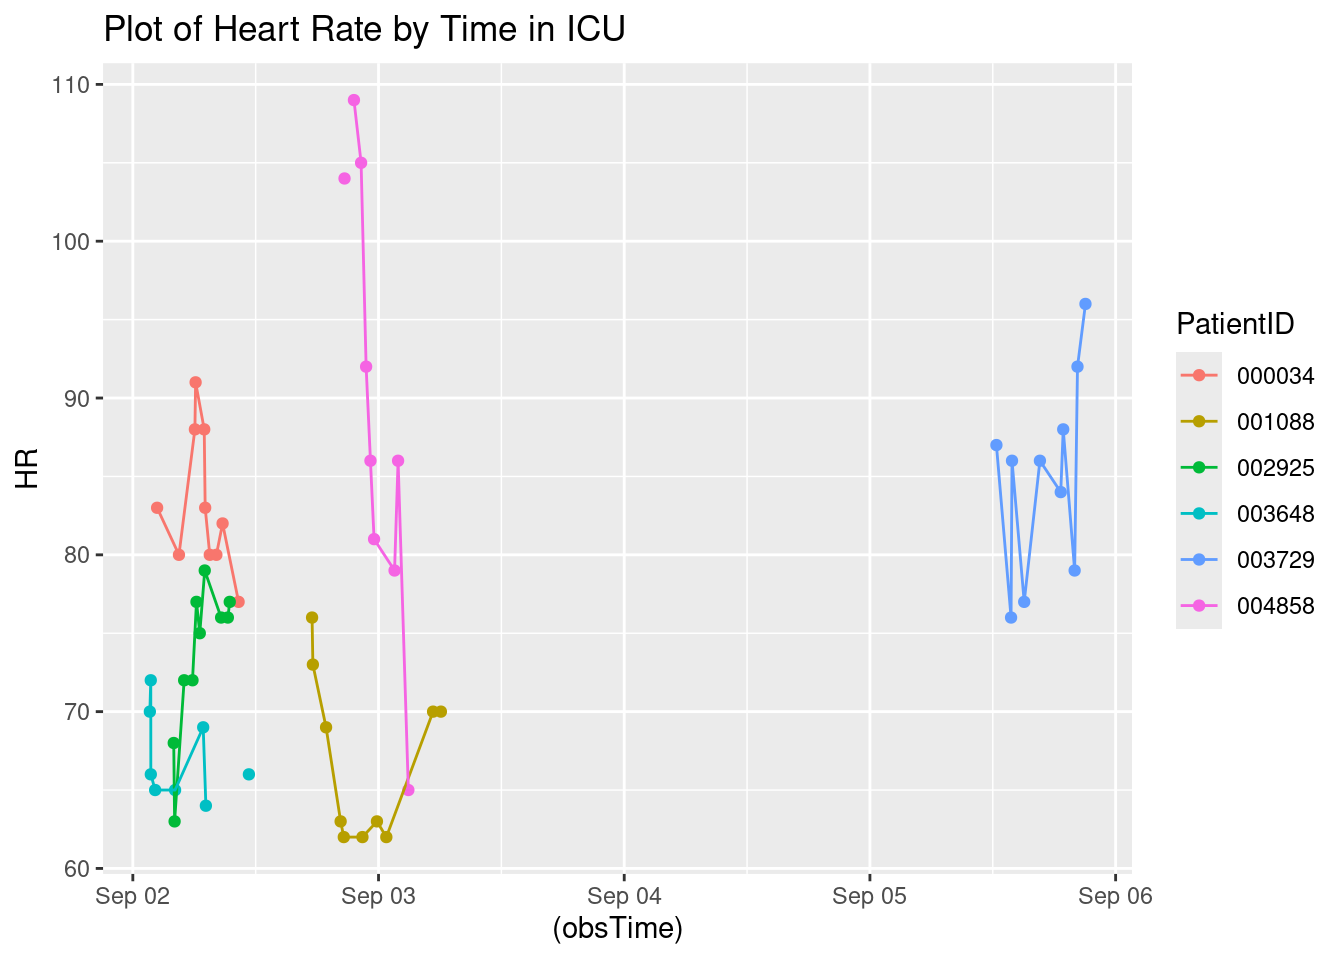 Plot of Heart Rate by Time in ICU
110
100
90
80
70
60
HR
Sep 02
Sep 03
Sep 04
Sep 05
Sep 06
(obsTime)
PatientID
000034
001088
002925
003648
003729
004858